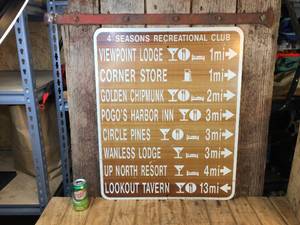 4 SEASONS RECREATIONAL CLUB
VIEWPOINT LODGE 1mi
CORNER STORE 1mi
GOLDEN CHIPMUNK 2mi
POGO'S HARBOR INN 3mi
CIRCLE PINES 3mi
WANLESS LODGE 3mi
UP NORTH RESORT 4mi
LOOKOUT TAVERN 13mi